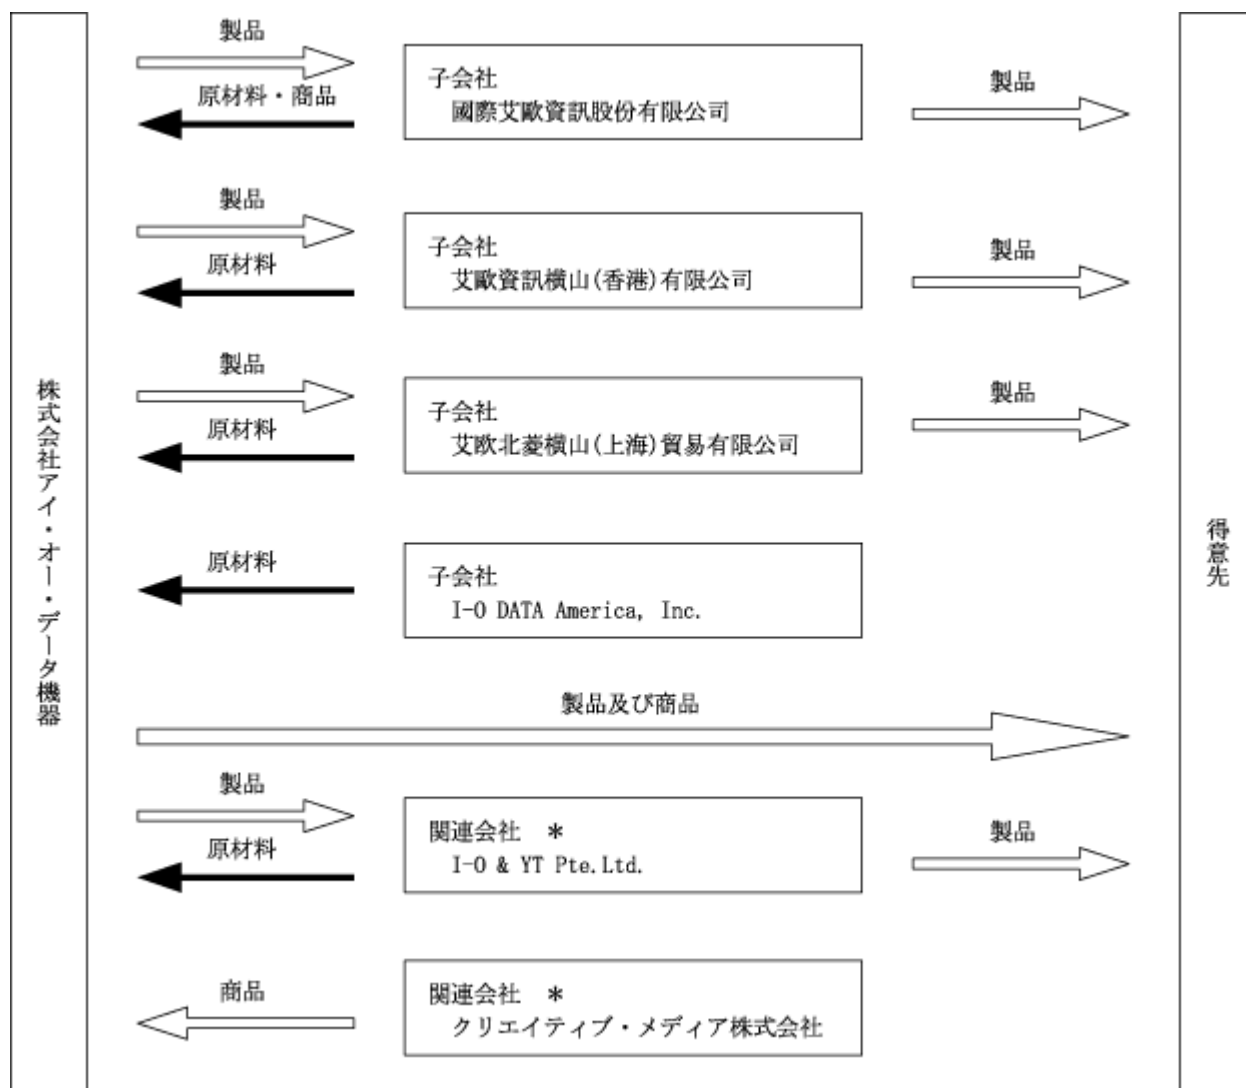 株式会社アイ・オー・データ機器
製品
原材料・商品
子会社
國際艾歐資訊股份有限公司
製品
製品
原材料
子会社
艾歐資訊横山(香港)有限公司
製品
製品
原材料
子会社
艾欧北菱横山(上海)貿易有限公司
製品
原材料
子会社
I-O DATA America, Inc.
製品及び商品
製品
原材料
関連会社 *
I-O & YT Pte.Ltd.
製品
商品
関連会社 *
クリエイティブ・メディア株式会社
得意先